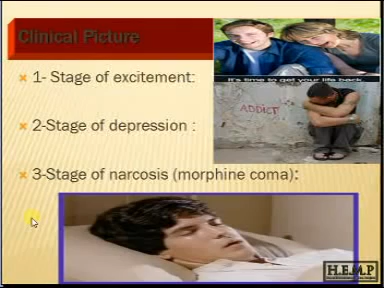 Clinical Picture
1- Stage of excitement:
It's time to get your life back.
ADDICT
2-Stage of depression :
3-Stage of narcosis (morphine coma):
H.E.M.P